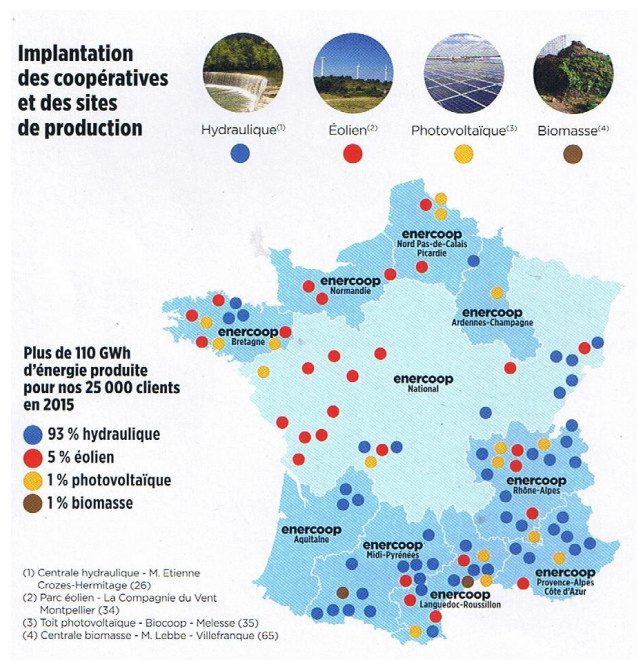 Implantation
des coopératives
et des sites
de production
Hydraulique(1)
Éolien(2)
Photovoltaïque(3)
Biomasse(4)
enercoop
Nord Pas-de-Calais
Picardie
enercoop
Normandie
enercoop
Ardennes-Champagne
enercoop
Bretagne
Plus de 110 GWh
d'énergie produite
pour nos 25 000 clients
en 2015
93 % hydraulique
5 % éolien
1 % photovoltaïque
1 % biomasse
enercoop
National
enercoop
Rhône-Alpes
enercoop
Aquitaine
enercoop
Midi-Pyrénées
enercoop
Languedoc-Roussillon
enercoop
Provence-Alpes
Côte d'Azur
(1) Centrale hydraulique - M. Etienne
Crozes-Hermitage (26)
(2) Parc éolien - La Compagnie du Vent
Montpellier (34)
(3) Toit photovoltaïque - Biocoop - Melesse (35)
(4) Centrale biomasse - M. Lebbe - Villefranque (65)